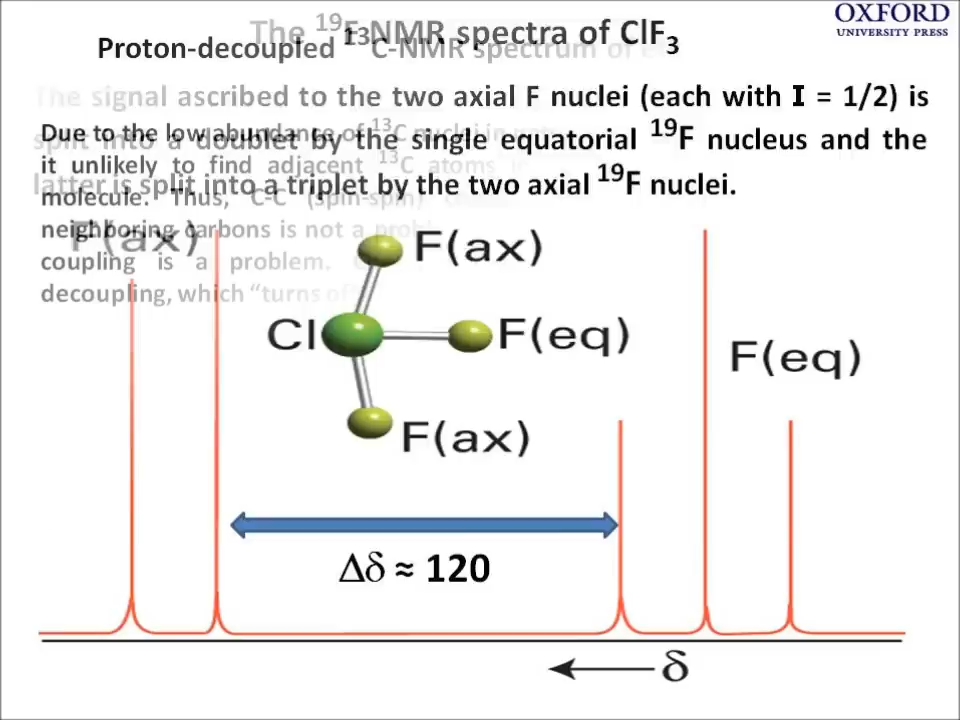 OXFORD
UNIVERSITY PRESS
The ¹⁹F-NMR spectra of ClF₃
Proton-decoupled ¹³C-NMR spectrum of
The signal ascribed to the two axial F nuclei (each with I = 1/2) is
split into a doublet by the single equatorial ¹⁹F nucleus and the
latter is split into a triplet by the two axial ¹⁹F nuclei.
Due to the low abundance of ¹³C nuclei in
it unlikely to find adjacent ¹³C atoms in
molecule. Thus, C-C (spin-spin)
neighboring carbons is not a
coupling is a problem.
decoupling, which "turns
F(ax)
F(ax)
Cl
F(eq)
F(eq)
F(ax)
Δδ ≈ 120
δ